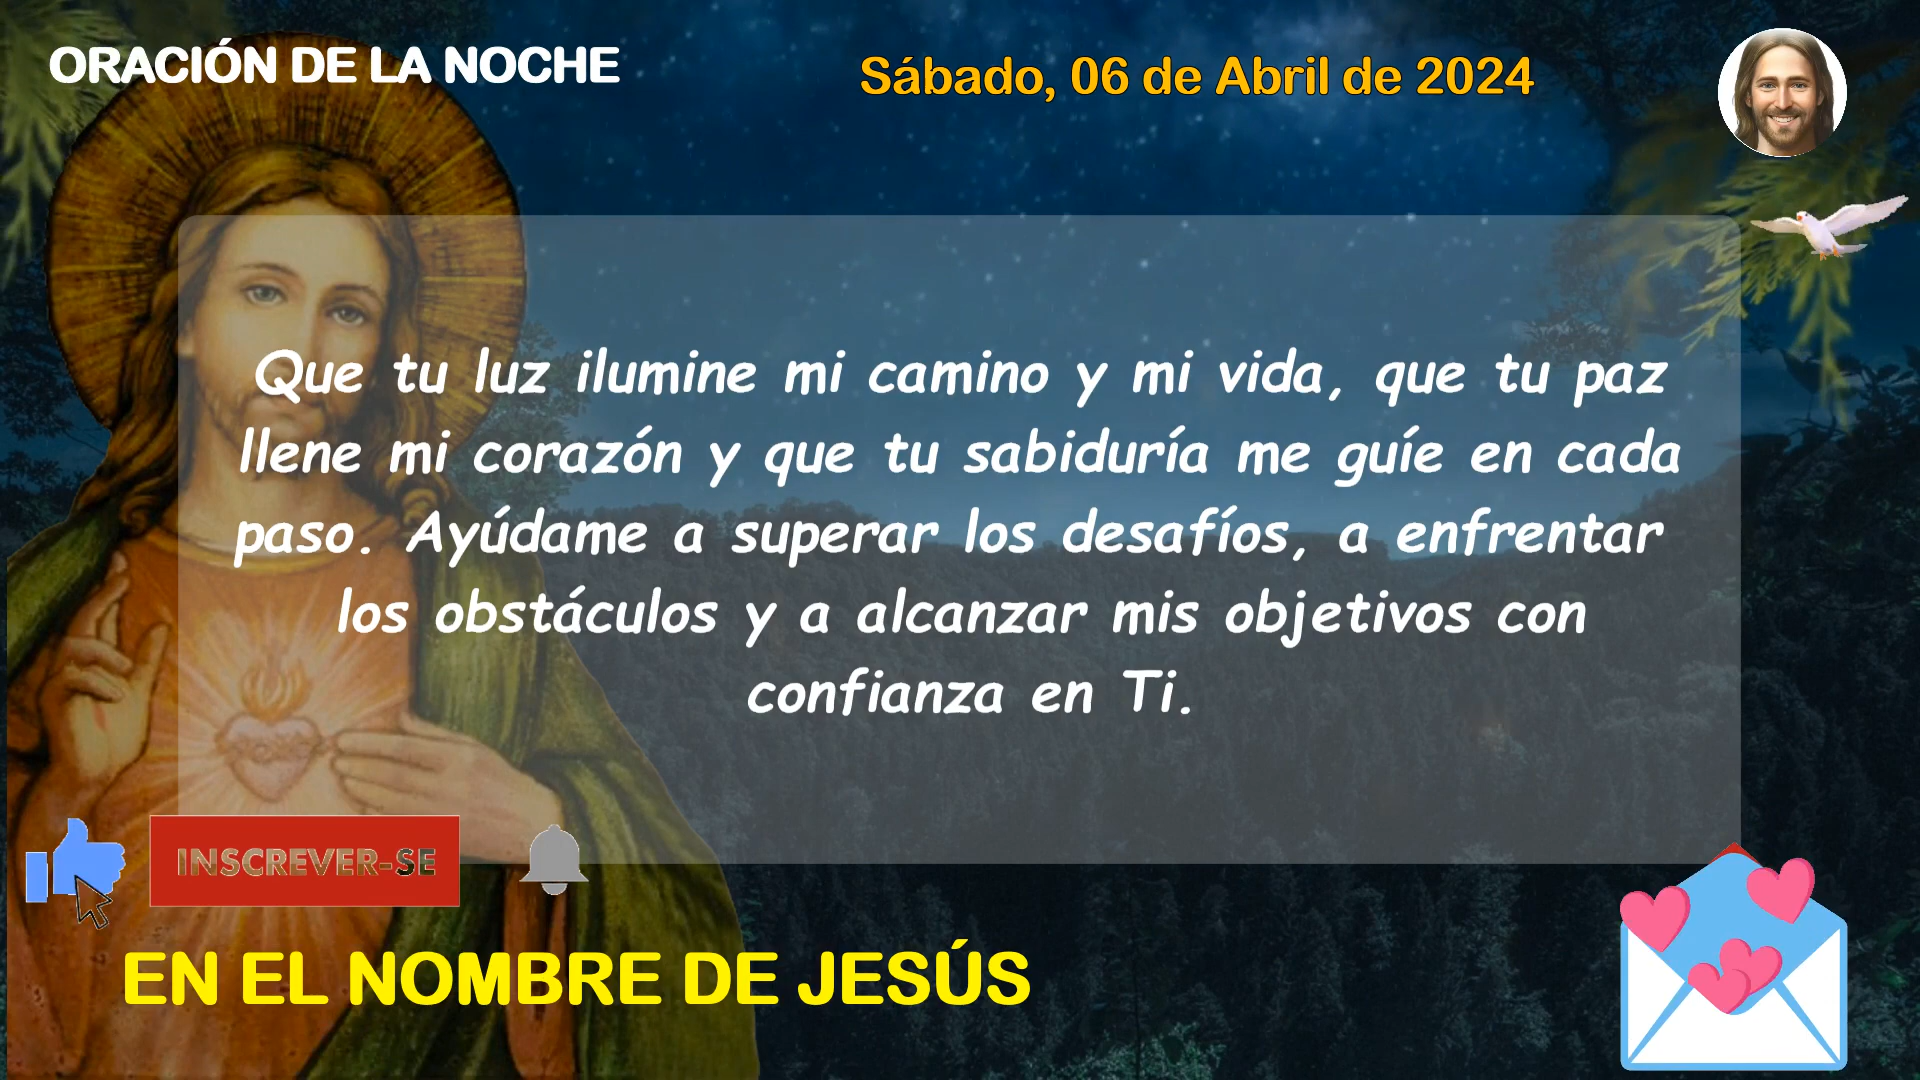 ORACIÓN DE LA NOCHE
Sábado, 06 de Abril de 2024
Que tu luz ilumine mi camino y mi vida, que tu paz
llene mi corazón y que tu sabiduría me guíe en cada
paso. Ayúdame a superar los desafíos, a enfrentar
los obstáculos y a alcanzar mis objetivos con
confianza en Ti.
INSCREVER-SE
EN EL NOMBRE DE JESÚS